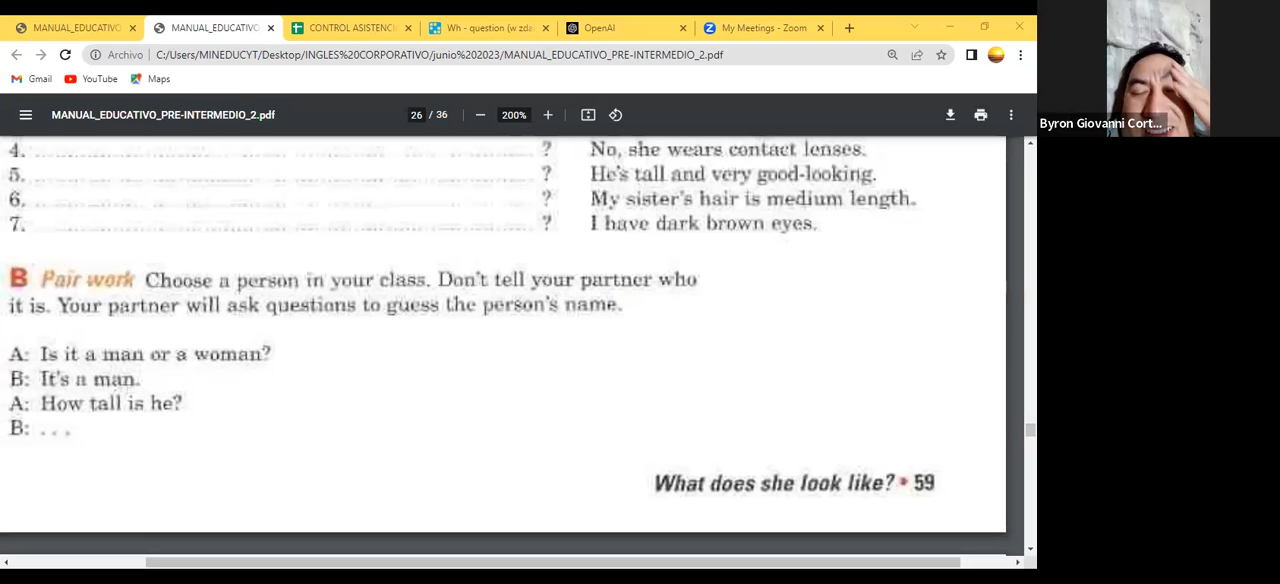 MANUAL_EDUCATIVO
MANUAL_EDUCATIVO
CONTROL ASISTENCI
Wh - question (w zda
OpenAI
My Meetings - Zoom
Archivo
C:/Users/MINEDUCYT/Desktop/INGLES%20CORPORATIVO/junio%202023/MANUAL_EDUCATIVO_PRE-INTERMEDIO_2.pdf
Gmail
YouTube
Maps
MANUAL_EDUCATIVO_PRE-INTERMEDIO_2.pdf
26 / 36
200%
Byron Giovanni Cort...
4. ? No, she wears contact lenses.
5. ? He's tall and very good-looking.
6. ? My sister's hair is medium length.
7. ? I have dark brown eyes.
B Pair work Choose a person in your class. Don't tell your partner who
it is. Your partner will ask questions to guess the person's name.
A: Is it a man or a woman?
B: It's a man.
A: How tall is he?
B: . . .
What does she look like? • 59